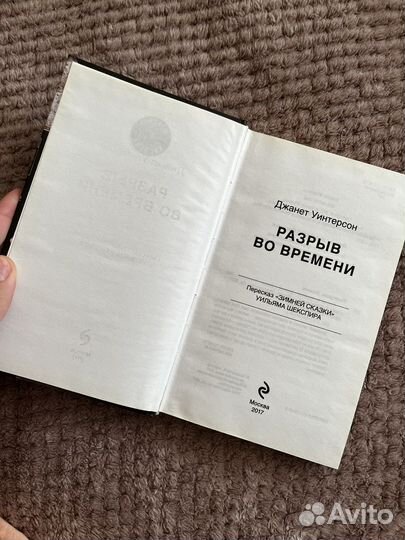 Джанет Уинтерсон
РАЗРЫВ
ВО ВРЕМЕНИ
Пересказ «ЗИМНЕЙ СКАЗКИ»
УИЛЬЯМА ШЕКСПИРА
Москва
2017
Avito